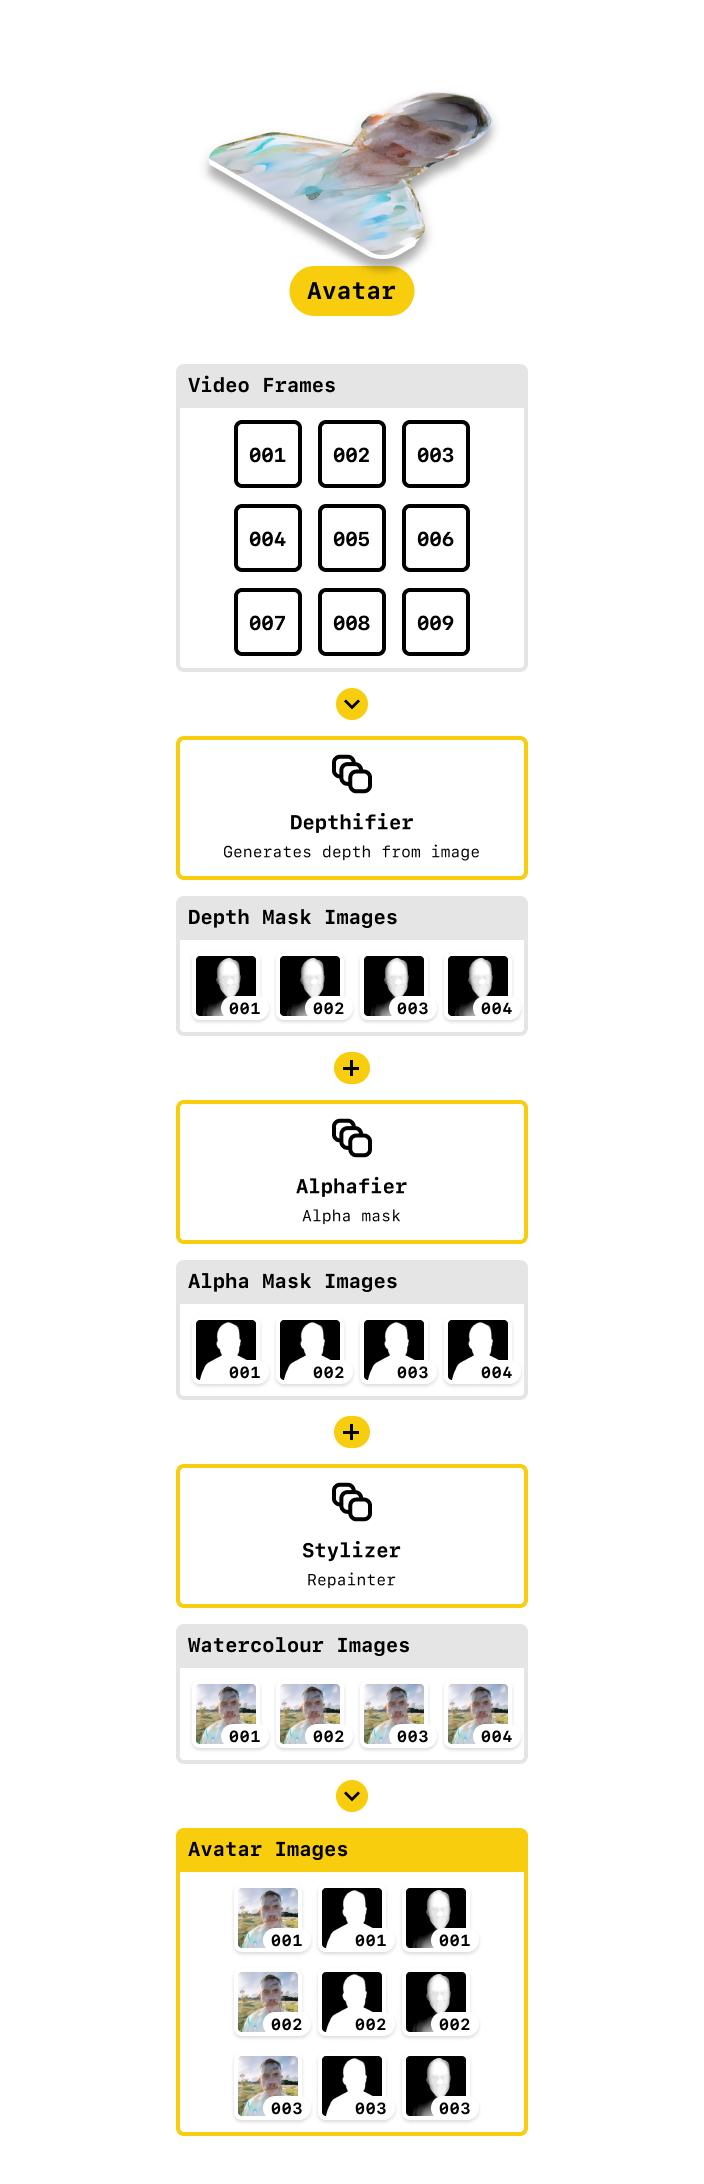 Avatar
Video Frames
001 002 003
004 005 006
007 008 009
Depthifier
Generates depth from image
Depth Mask Images
001 002 003 004
Alphafier
Alpha mask
Alpha Mask Images
001 002 003 004
Stylizer
Repainter
Watercolour Images
001 002 003 004
Avatar Images
001 001 001
002 002 002
003 003 003